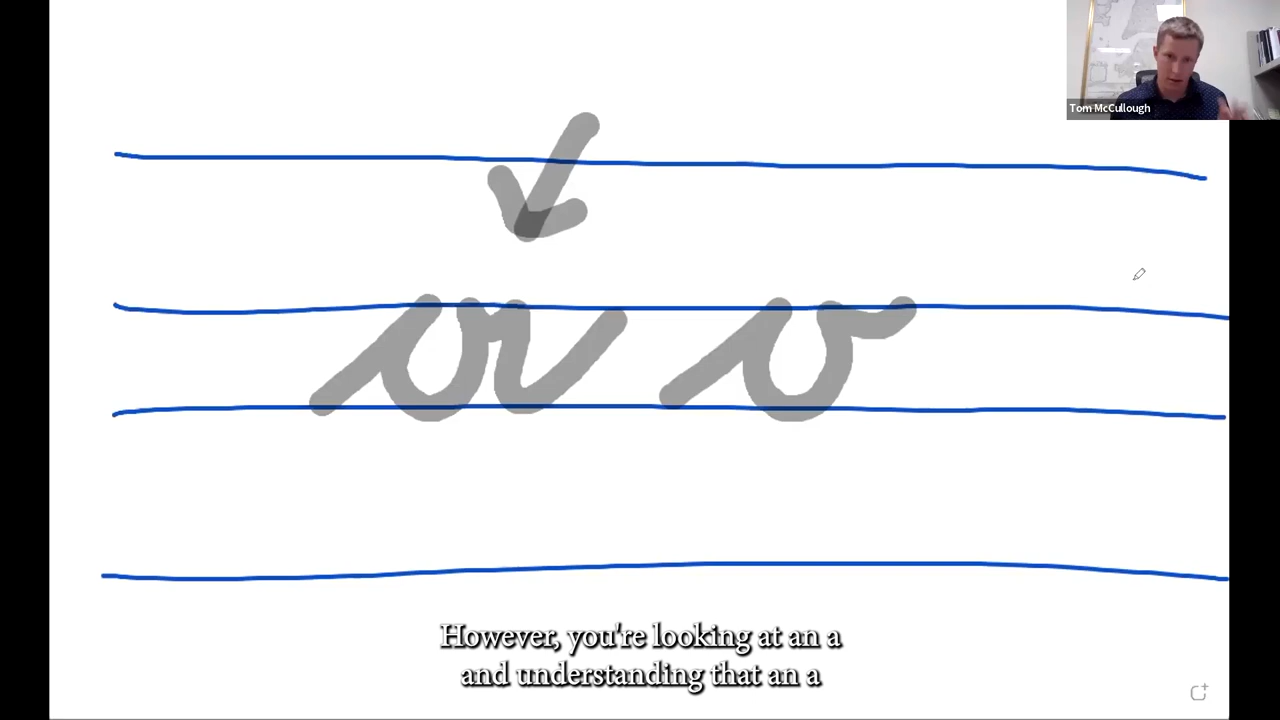 Tom McCullough
However, you're looking at an a
and understanding that an a